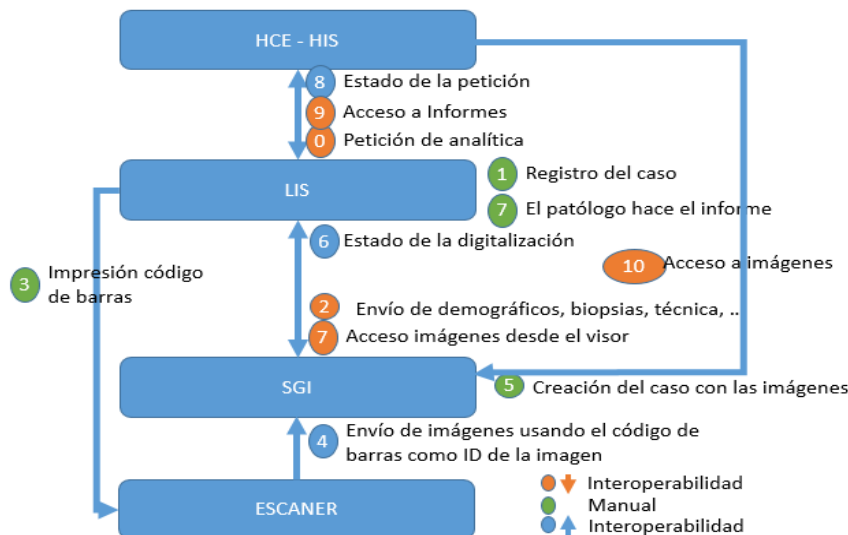 HCE - HIS
8 Estado de la petición
9 Acceso a Informes
0 Petición de analítica
LIS
1 Registro del caso
7 El patólogo hace el informe
6 Estado de la digitalización
10 Acceso a imágenes
3 Impresión código
de barras
2 Envío de demográficos, biopsias, técnica, ..
7 Acceso imágenes desde el visor
SGI
5 Creación del caso con las imágenes
4 Envío de imágenes usando el código de
barras como ID de la imagen
ESCANER
Interoperabilidad
Manual
Interoperabilidad